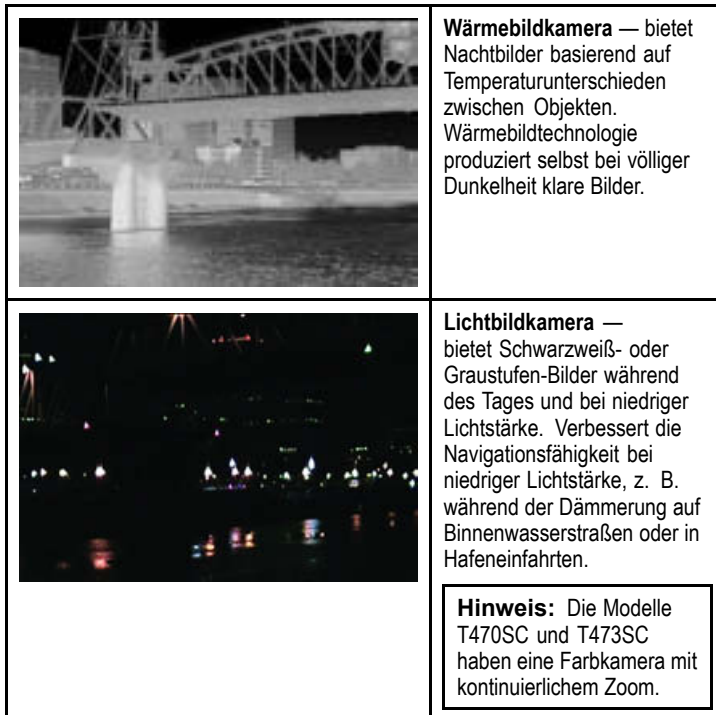 Wärmebildkamera — bietet
Nachtbilder basierend auf
Temperaturunterschieden
zwischen Objekten.
Wärmebildtechnologie
produziert selbst bei völliger
Dunkelheit klare Bilder.
Lichtbildkamera —
bietet Schwarzweiß- oder
Graustufen-Bilder während
des Tages und bei niedriger
Lichtstärke. Verbessert die
Navigationsfähigkeit bei
niedriger Lichtstärke, z. B.
während der Dämmerung auf
Binnenwasserstraßen oder in
Hafeneinfahrten.
Hinweis: Die Modelle
T470SC und T473SC
haben eine Farbkamera mit
kontinuierlichem Zoom.